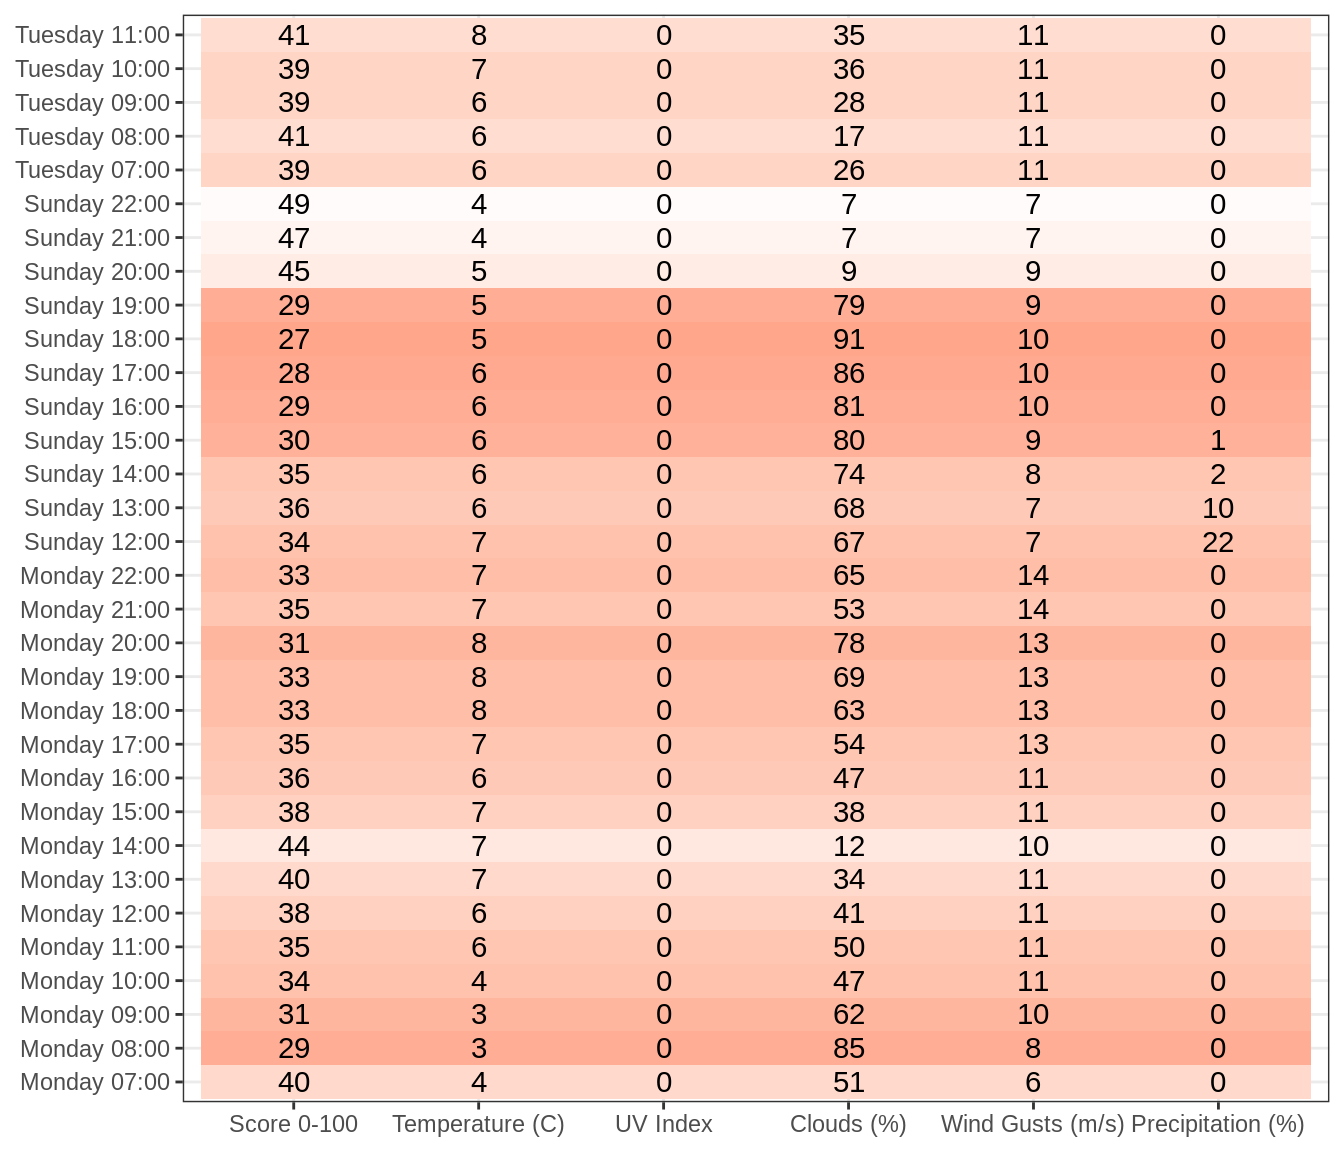 Tuesday 11:00 41 8 0 35 11 0
Tuesday 10:00 39 7 0 36 11 0
Tuesday 09:00 39 6 0 28 11 0
Tuesday 08:00 41 6 0 17 11 0
Tuesday 07:00 39 6 0 26 11 0
Sunday 22:00 49 4 0 7 7 0
Sunday 21:00 47 4 0 7 7 0
Sunday 20:00 45 5 0 9 9 0
Sunday 19:00 29 5 0 79 9 0
Sunday 18:00 27 5 0 91 10 0
Sunday 17:00 28 6 0 86 10 0
Sunday 16:00 29 6 0 81 10 0
Sunday 15:00 30 6 0 80 9 1
Sunday 14:00 35 6 0 74 8 2
Sunday 13:00 36 6 0 68 7 10
Sunday 12:00 34 7 0 67 7 22
Monday 22:00 33 7 0 65 14 0
Monday 21:00 35 7 0 53 14 0
Monday 20:00 31 8 0 78 13 0
Monday 19:00 33 8 0 69 13 0
Monday 18:00 33 8 0 63 13 0
Monday 17:00 35 7 0 54 13 0
Monday 16:00 36 6 0 47 11 0
Monday 15:00 38 7 0 38 11 0
Monday 14:00 44 7 0 12 10 0
Monday 13:00 40 7 0 34 11 0
Monday 12:00 38 6 0 41 11 0
Monday 11:00 35 6 0 50 11 0
Monday 10:00 34 4 0 47 11 0
Monday 09:00 31 3 0 62 10 0
Monday 08:00 29 3 0 85 8 0
Monday 07:00 40 4 0 51 6 0
Score 0-100 Temperature (C) UV Index Clouds (%) Wind Gusts (m/s) Precipitation (%)